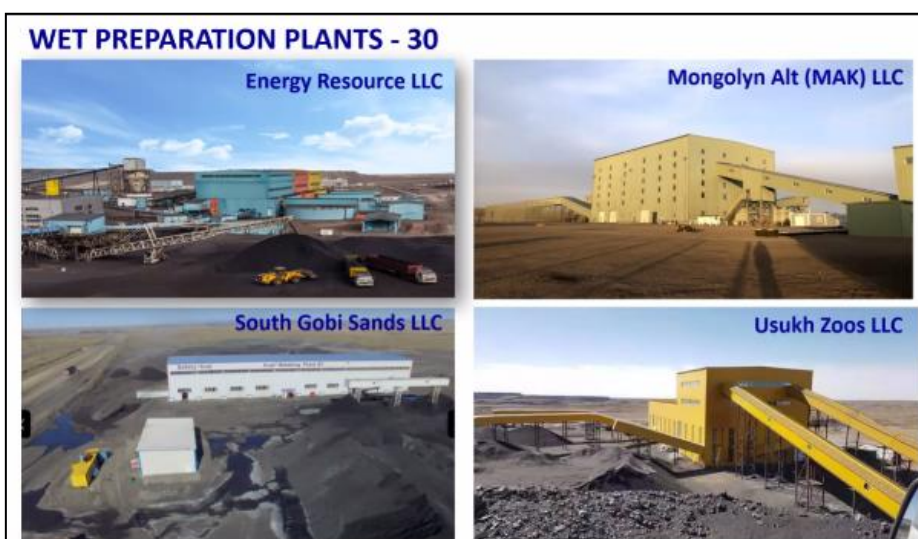 WET PREPARATION PLANTS - 30
Energy Resource LLC
Mongolyn Alt (MAK) LLC
South Gobi Sands LLC
Usukh Zoos LLC